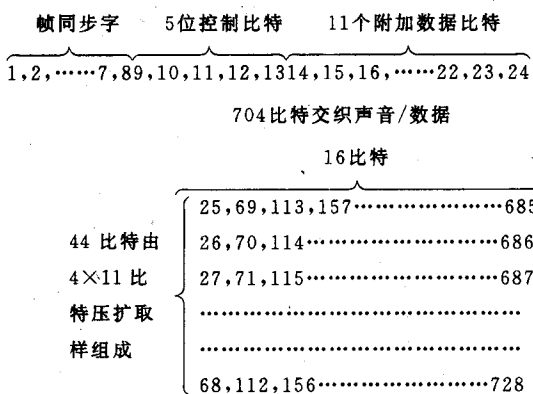 帧同步字 5位控制比特 11个附加数据比特
1,2,……7,89,10,11,12,1314,15,16,……22,23,24
704比特交织声音/数据
16比特
25,69,113,157…………………685
44 比特由 26,70,114…………………………686
4×11 比 27,71,115…………………………687
特压扩取 ……………………………………
样组成 ……………………………………
68,112,156…………………728